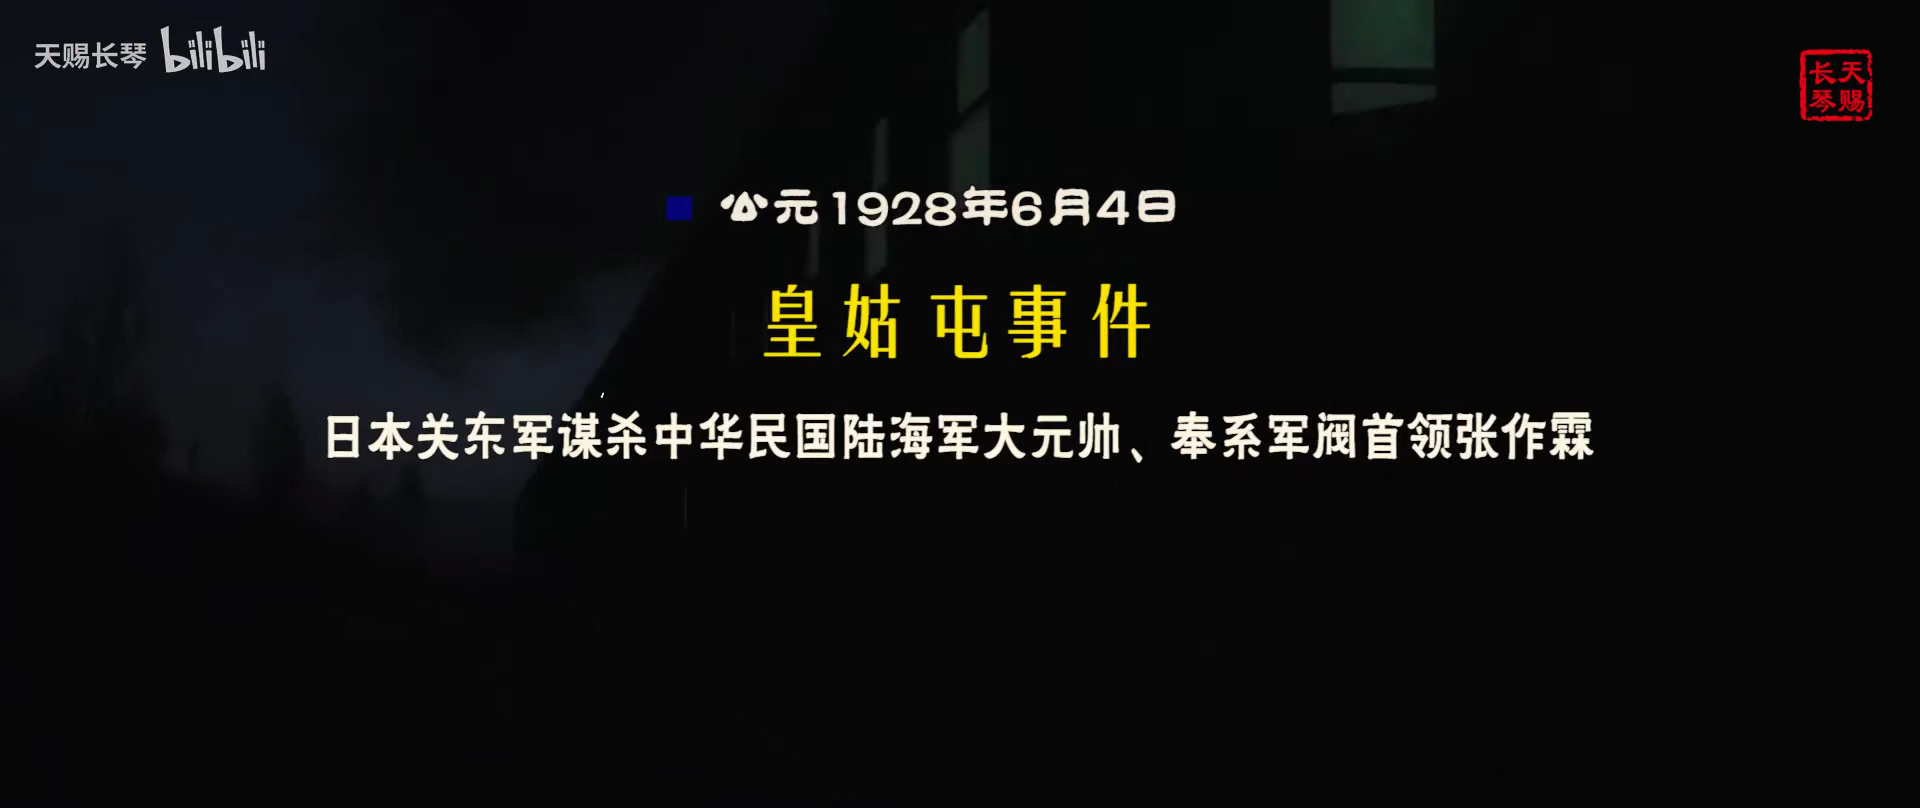 天赐长琴 bilibili
天赐长琴
公元1928年6月4日
皇姑屯事件
日本关东军谋杀中华民国陆海军大元帅、奉系军阀首领张作霖